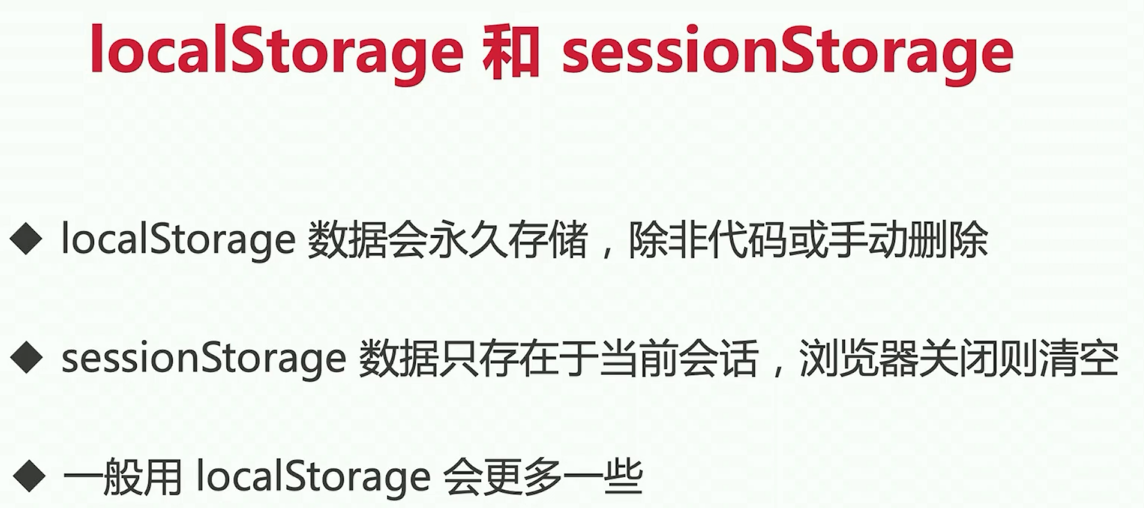 localStorage 和 sessionStorage
◆ localStorage 数据会永久存储，除非代码或手动删除
◆ sessionStorage 数据只存在于当前会话，浏览器关闭则清空
◆ 一般用 localStorage 会更多一些